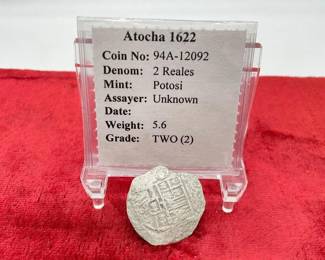 Atocha 1622
Coin No: 94A-12092
Denom: 2 Reales
Mint: Potosi
Assayer: Unknown
Date:
Weight: 5.6
Grade: TWO (2)